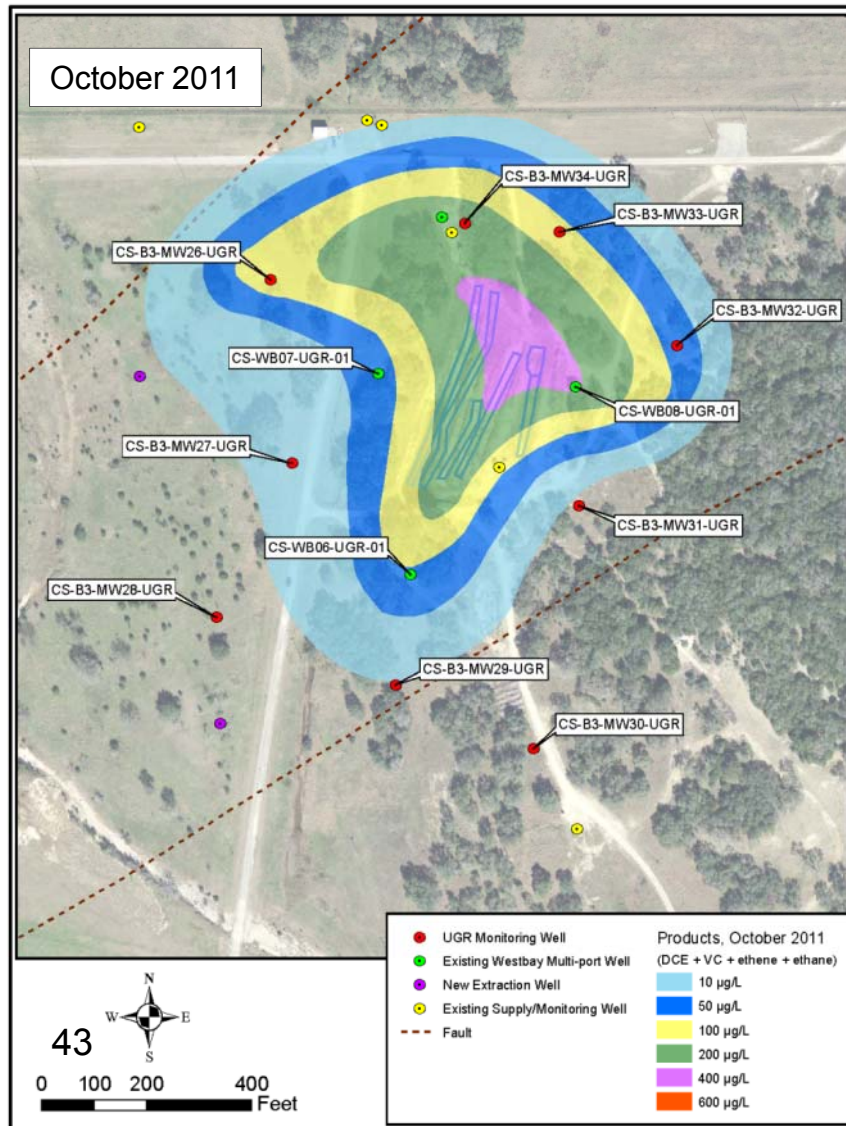 October 2011
CS-B3-MW34-UGR
CS-B3-MW33-UGR
CS-B3-MW26-UGR
CS-B3-MW32-UGR
CS-WB07-UGR-01
CS-WB08-UGR-01
CS-B3-MW27-UGR
CS-B3-MW31-UGR
CS-WB06-UGR-01
CS-B3-MW28-UGR
CS-B3-MW29-UGR
CS-B3-MW30-UGR
UGR Monitoring Well
Existing Westbay Multi-port Well
New Extraction Well
Existing Supply/Monitoring Well
Fault
Products, October 2011
(DCE + VC + ethene + ethane)
10 µg/L
50 µg/L
100 µg/L
200 µg/L
400 µg/L
600 µg/L
N
W E
S
43
0 100 200 400
Feet